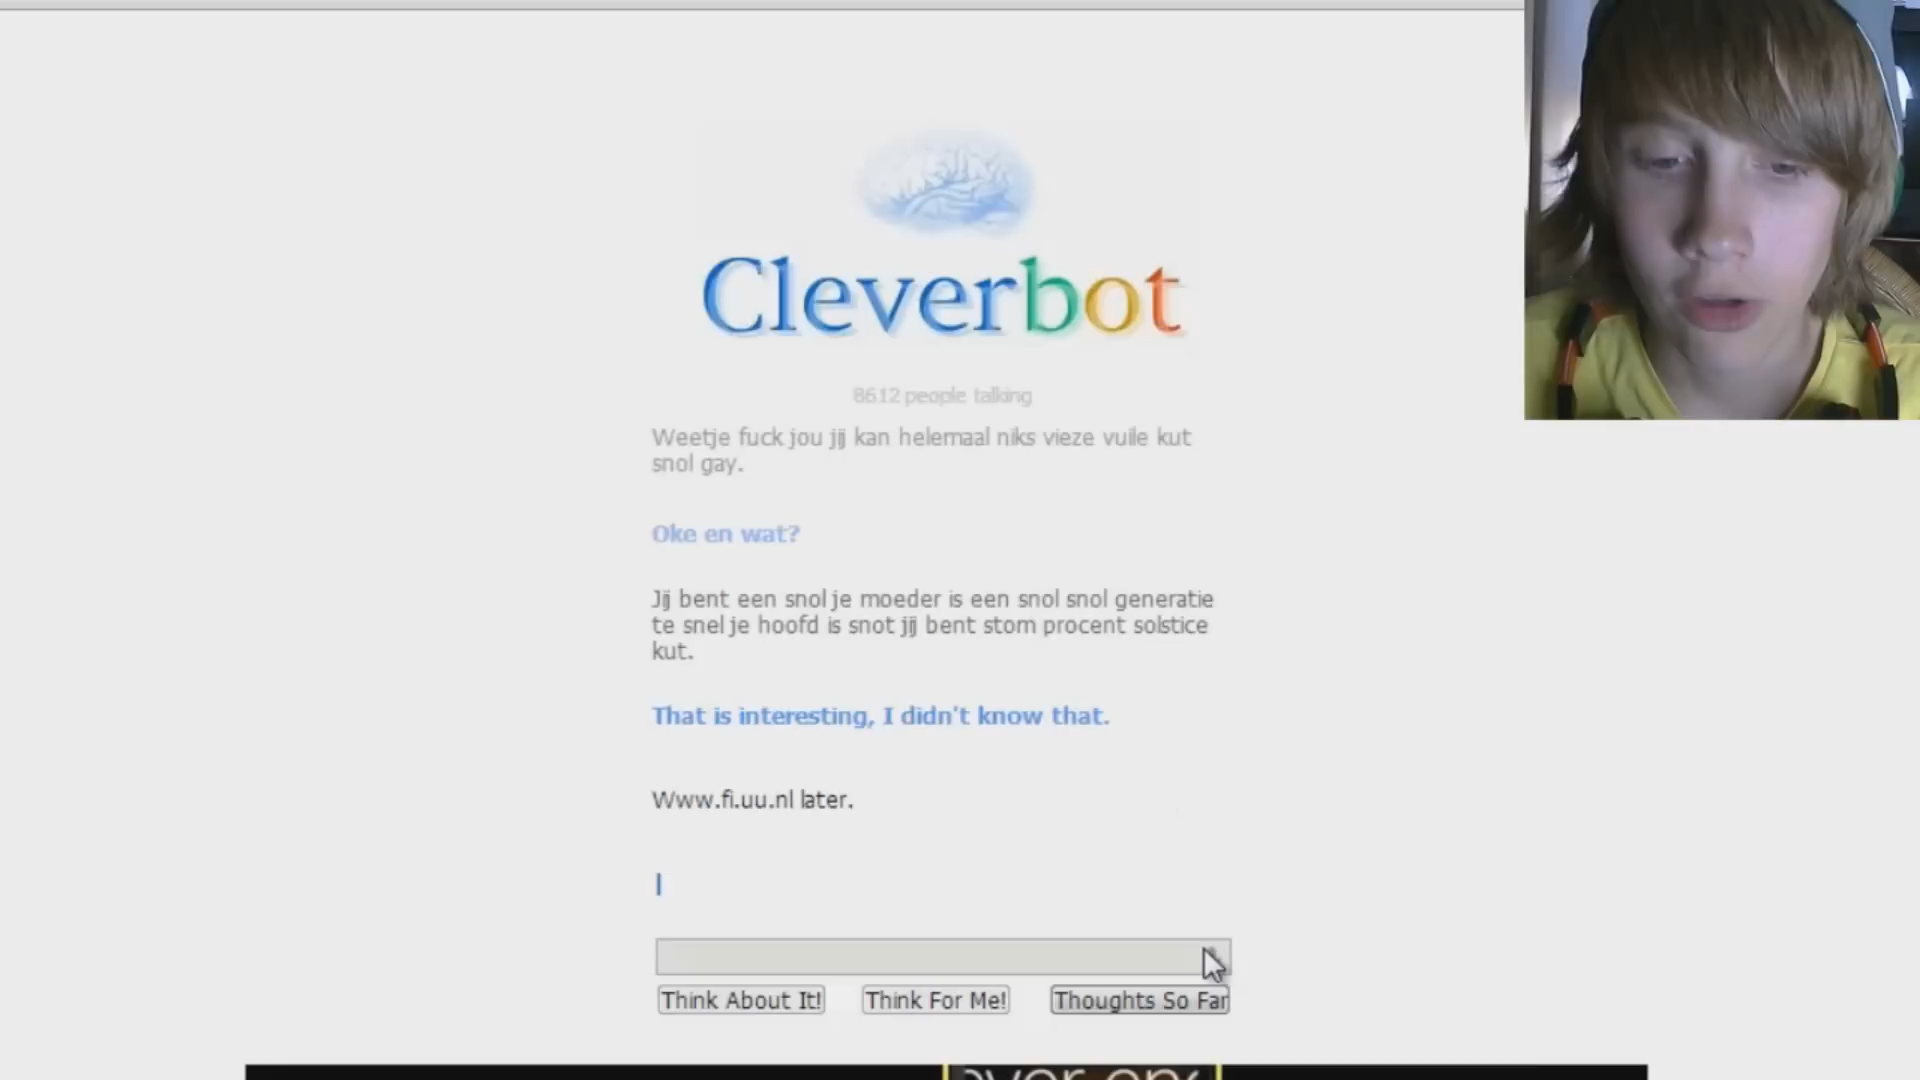 Cleverbot
8612 people talking
Weetje fuck jou jij kan helemaal niks vieze vuile kut
snol gay.
Oke en wat?
Jij bent een snol je moeder is een snol snol generatie
te snel je hoofd is snot jij bent stom procent solstice
kut.
That is interesting, I didn't know that.
Www.fi.uu.nl later.
Think About It! Think For Me! Thoughts So Far